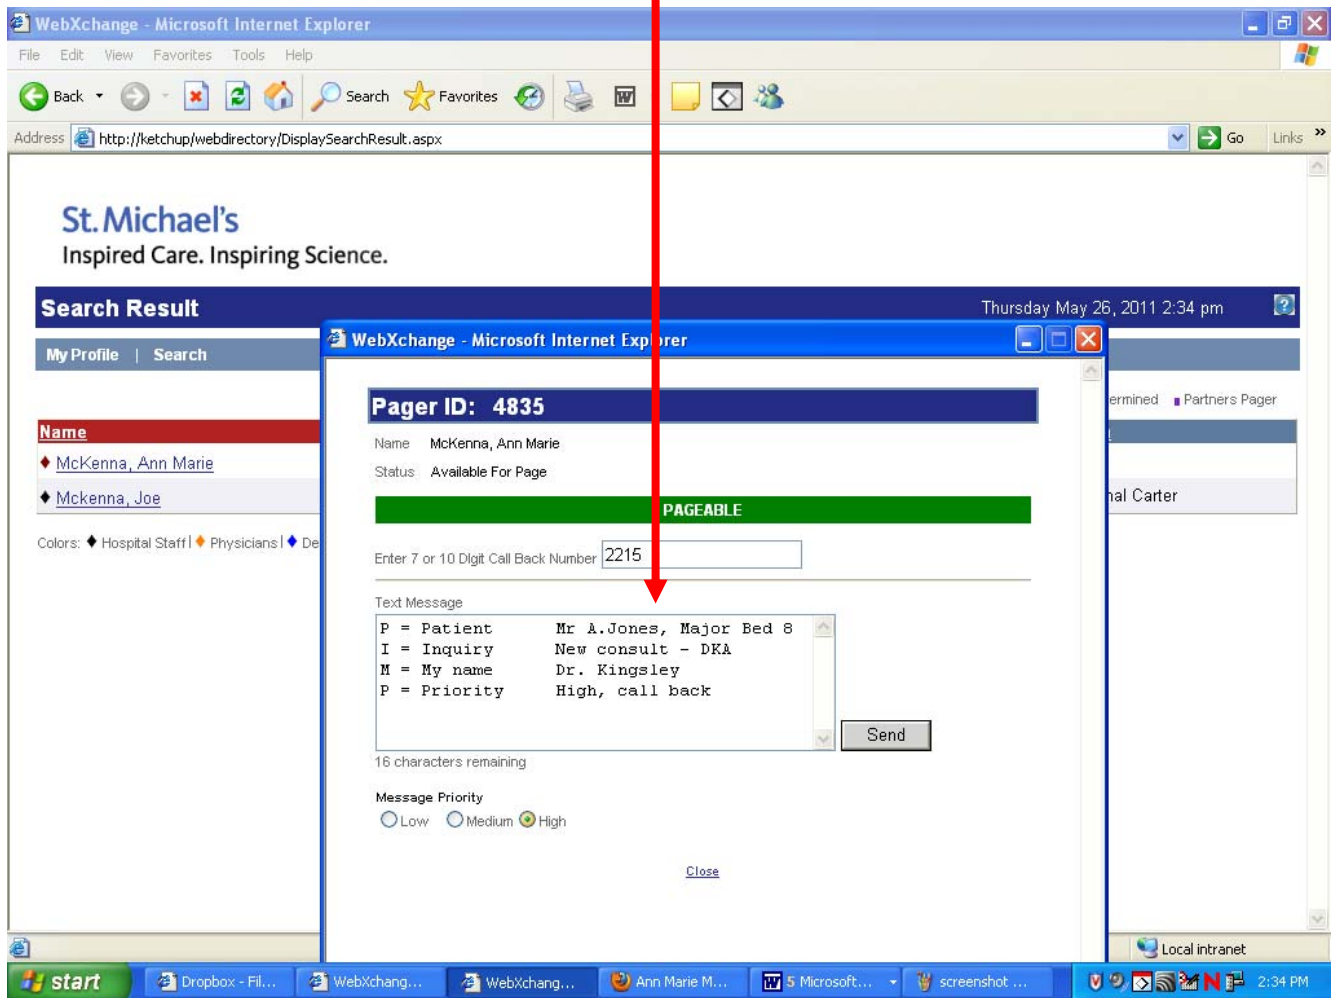 WebXchange - Microsoft Internet Explorer
File Edit View Favorites Tools Help
Back Search Favorites
Address http://ketchup/webdirectory/DisplaySearchResult.aspx Go Links »
St. Michael's
Inspired Care. Inspiring Science.
Search Result Thursday May 26, 2011 2:34 pm ?
My Profile | Search
WebXchange - Microsoft Internet Explorer
ermined Partners Pager
Pager ID: 4835
Name
Name McKenna, Ann Marie
McKenna, Ann Marie
Status Available For Page
Mckenna, Joe
nal Carter
PAGEABLE
Colors: Hospital Staff | Physicians | De
Enter 7 or 10 Digit Call Back Number 2215
Text Message
P = Patient Mr A.Jones, Major Bed 8
I = Inquiry New consult - DKA
M = My name Dr. Kingsley
P = Priority High, call back
Send
16 characters remaining
Message Priority
Low Medium High
Close
Local intranet
start Dropbox - Fil... WebXchang... WebXchang... Ann Marie M... 5 Microsoft... screenshot ... 2:34 PM